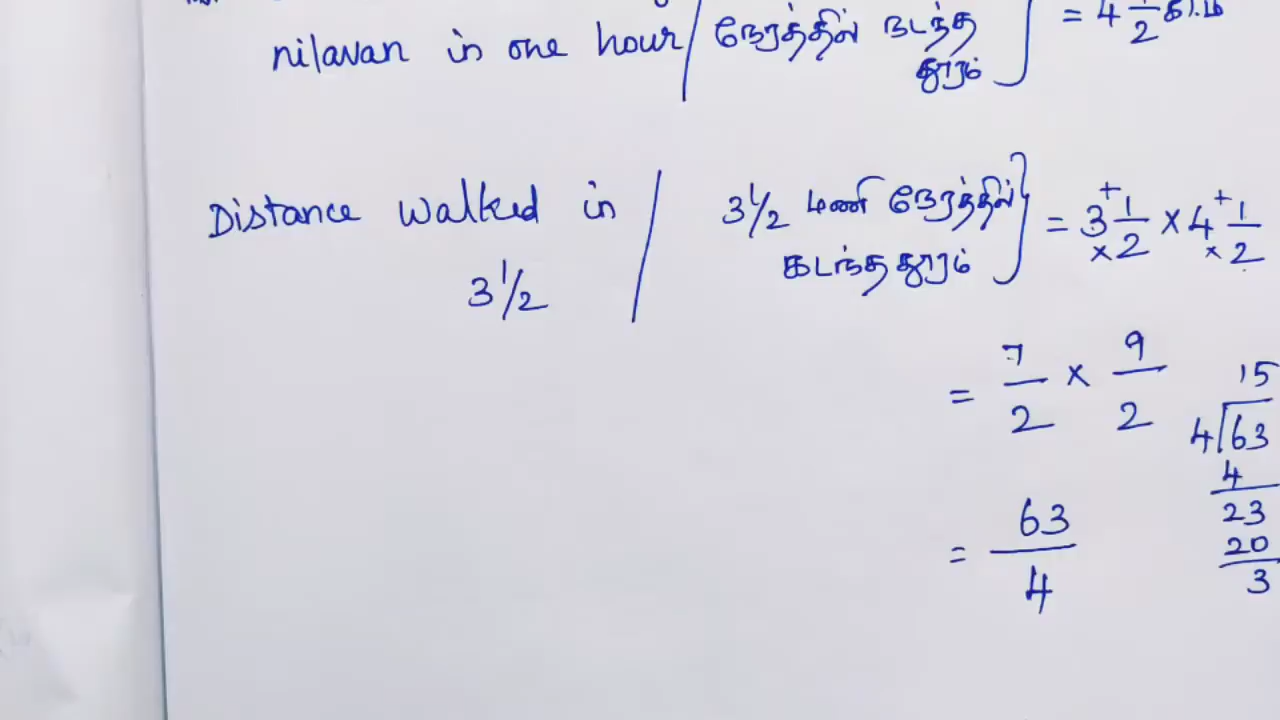 nilavan in one hour / நேரத்தில் நடந்த தூரம் } = 4 1/2 கி.மீ
Distance walked in 3 1/2 / 3 1/2 மணி நேரத்தில் கடந்த தூரம் } = 3 1/2 × 4 1/2
= 7/2 × 9/2
= 63/4
15
4)63
4
23
20
3